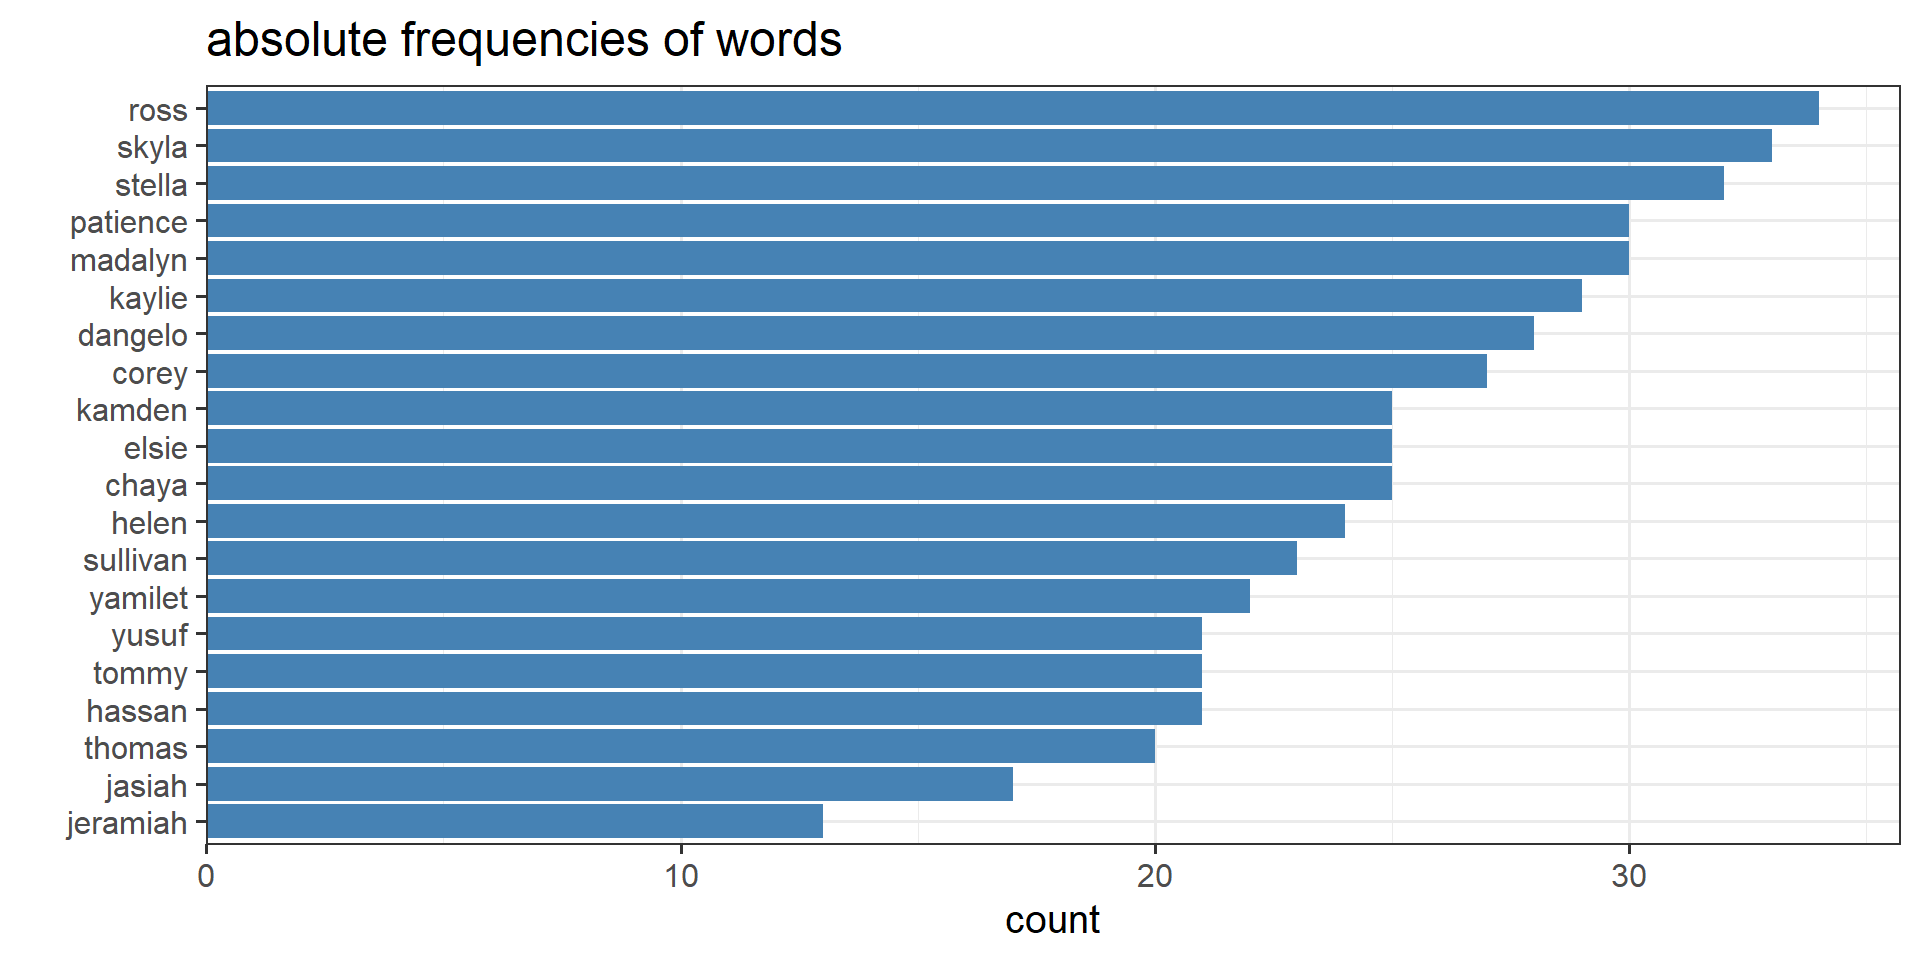 absolute frequencies of words
ross
skyla
stella
patience
madalyn
kaylie
dangelo
corey
kamden
elsie
chaya
helen
sullivan
yamilet
yusuf
tommy
hassan
thomas
jasiah
jeramiah
0 10 20 30
count